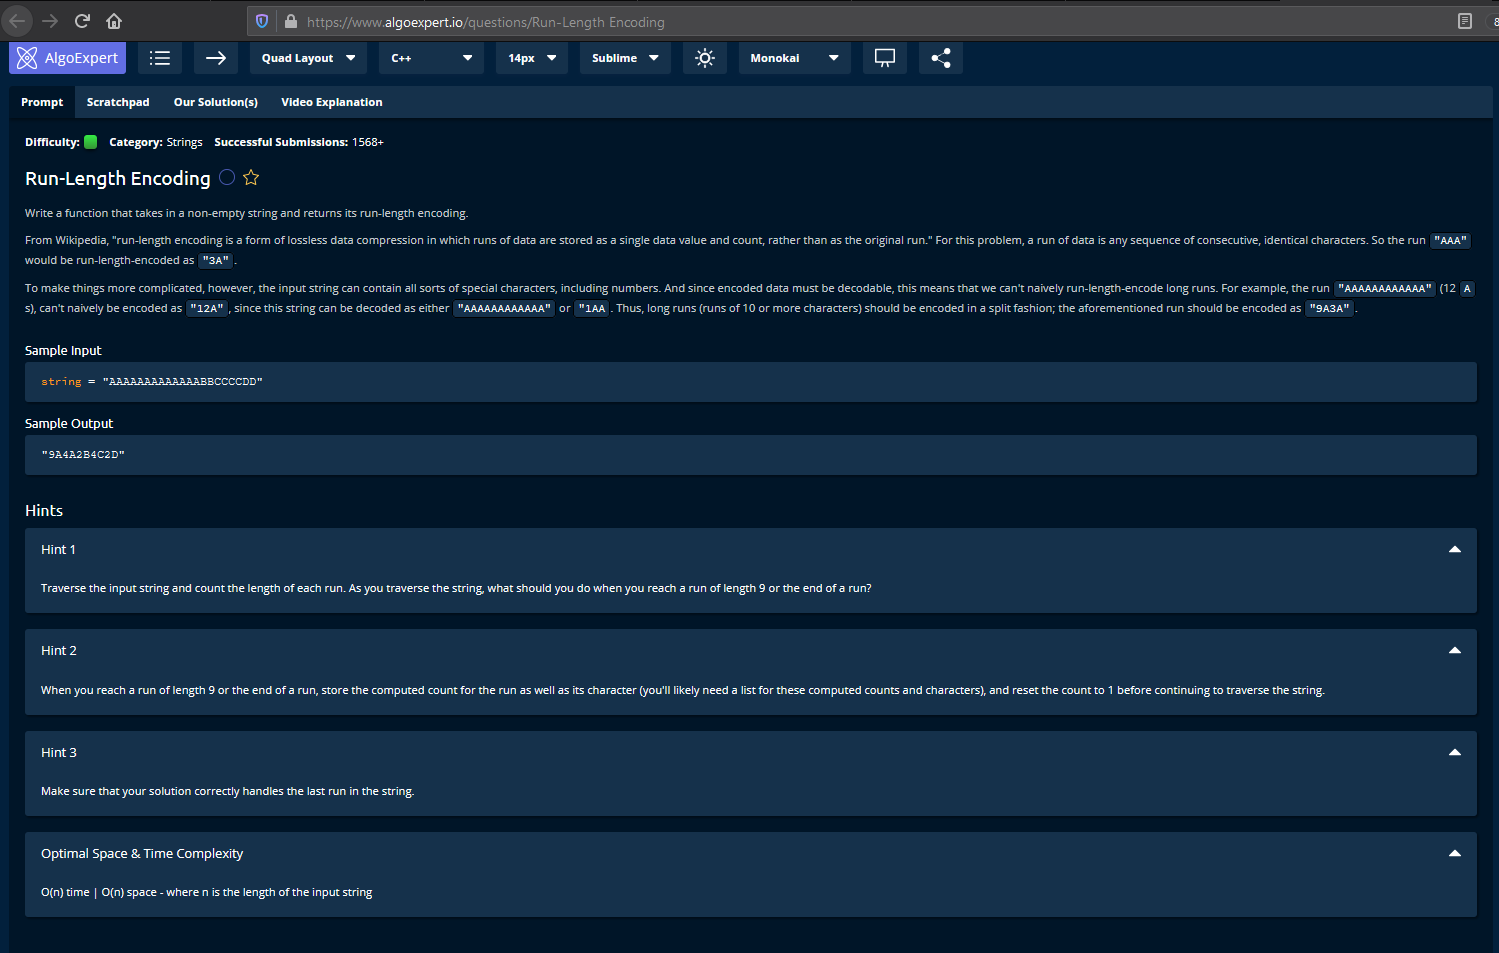 https://www.algoexpert.io/questions/Run-Length Encoding
AlgoExpert Quad Layout C++ 14px Sublime Monokai
Prompt Scratchpad Our Solution(s) Video Explanation
Difficulty: Category: Strings Successful Submissions: 1568+
Run-Length Encoding
Write a function that takes in a non-empty string and returns its run-length encoding.
From Wikipedia, "run-length encoding is a form of lossless data compression in which runs of data are stored as a single data value and count, rather than as the original run." For this problem, a run of data is any sequence of consecutive, identical characters. So the run "AAA"
would be run-length-encoded as "3A" .
To make things more complicated, however, the input string can contain all sorts of special characters, including numbers. And since encoded data must be decodable, this means that we can't naively run-length-encode long runs. For example, the run "AAAAAAAAAAAA" (12 A
s), can't naively be encoded as "12A" , since this string can be decoded as either "AAAAAAAAAAAA" or "1AA . Thus, long runs (runs of 10 or more characters) should be encoded in a split fashion; the aforementioned run should be encoded as "9A3A" .
Sample Input
string = "AAAAAAAAAAAAABBCCCCDD"
Sample Output
"9A4A2B4C2D"
Hints
Hint 1
Traverse the input string and count the length of each run. As you traverse the string, what should you do when you reach a run of length 9 or the end of a run?
Hint 2
When you reach a run of length 9 or the end of a run, store the computed count for the run as well as its character (you'll likely need a list for these computed counts and characters), and reset the count to 1 before continuing to traverse the string.
Hint 3
Make sure that your solution correctly handles the last run in the string.
Optimal Space & Time Complexity
O(n) time | O(n) space - where n is the length of the input string